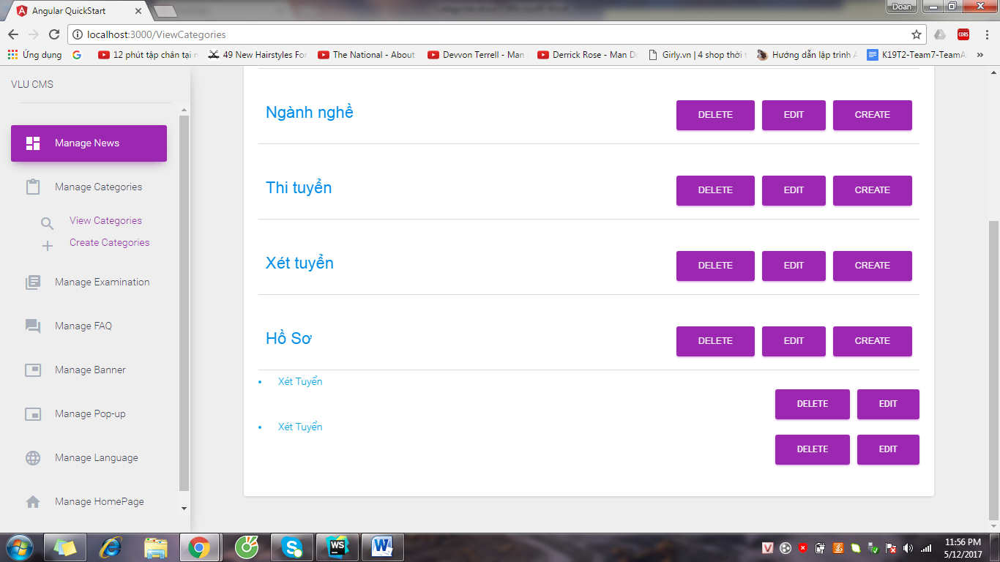 Angular QuickStart
Doan
localhost:3000/ViewCategories
CORS
Ứng dụng
12 phút tập chân tại n
49 New Hairstyles For
The National - About
Devvon Terrell - Man
Derrick Rose - Man Do
Girly.vn | 4 shop thời t
Hướng dẫn lập trình A
K19T2-Team7-TeamA
VLU CMS
Manage News
Manage Categories
View Categories
Create Categories
Manage Examination
Manage FAQ
Manage Banner
Manage Pop-up
Manage Language
Manage HomePage
Ngành nghề
DELETE EDIT CREATE
Thi tuyển
DELETE EDIT CREATE
Xét tuyển
DELETE EDIT CREATE
Hồ Sơ
DELETE EDIT CREATE
• Xét Tuyển
DELETE EDIT
• Xét Tuyển
DELETE EDIT
WS
11:56 PM
5/12/2017